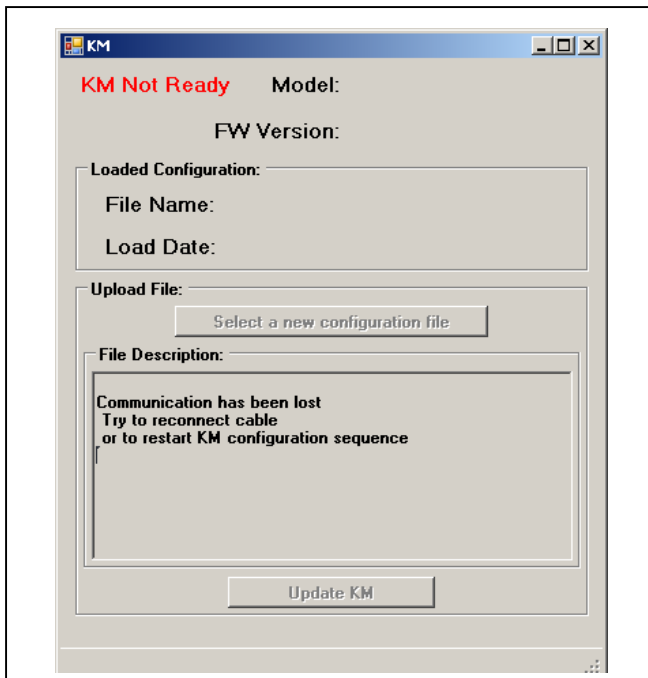 KM
KM Not Ready Model:
FW Version:
Loaded Configuration:
File Name:
Load Date:
Upload File:
Select a new configuration file
File Description:
Communication has been lost
Try to reconnect cable
or to restart KM configuration sequence
Update KM